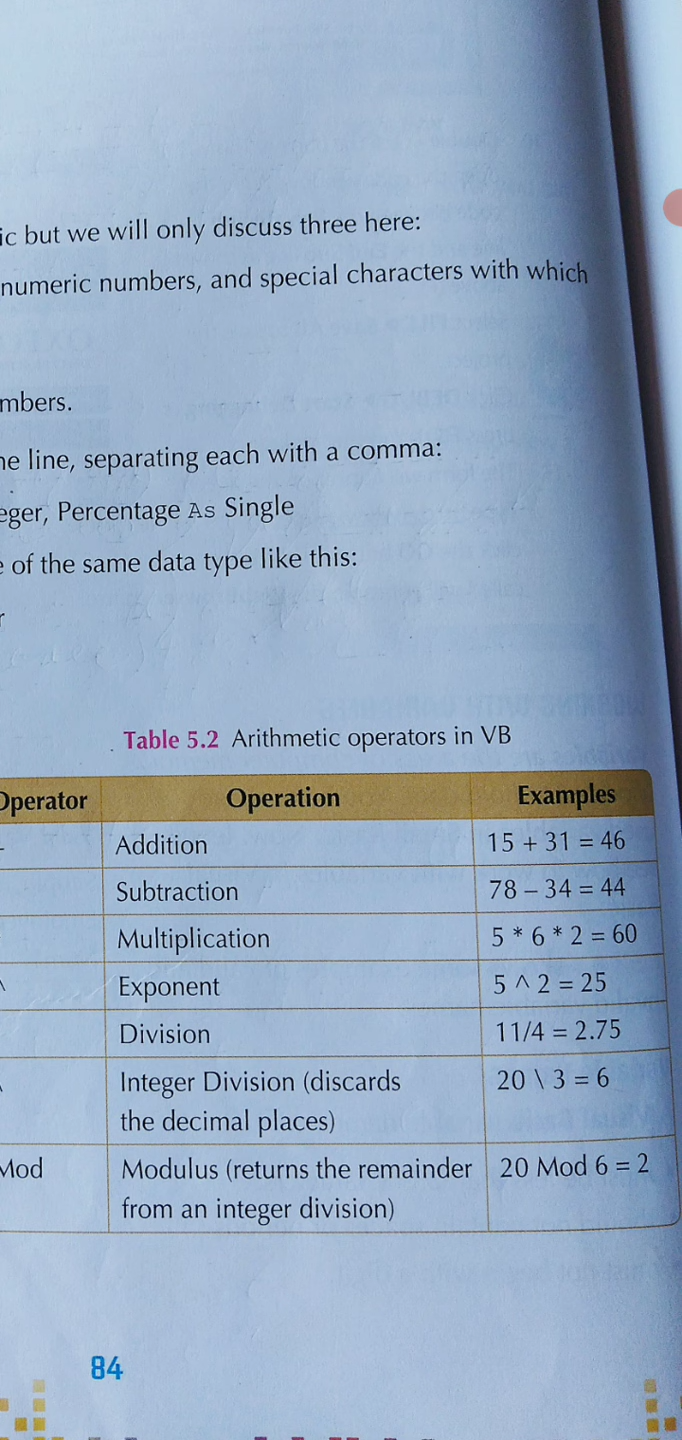 ic but we will only discuss three here:
numeric numbers, and special characters with which
mbers.
ne line, separating each with a comma:
eger, Percentage As Single
e of the same data type like this:
r
Table 5.2 Arithmetic operators in VB
Operator Operation Examples
Addition 15 + 31 = 46
Subtraction 78 – 34 = 44
Multiplication 5 * 6 * 2 = 60
Exponent 5 ^ 2 = 25
Division 11/4 = 2.75
\ Integer Division (discards 20 \ 3 = 6
the decimal places)
Mod Modulus (returns the remainder 20 Mod 6 = 2
from an integer division)
84